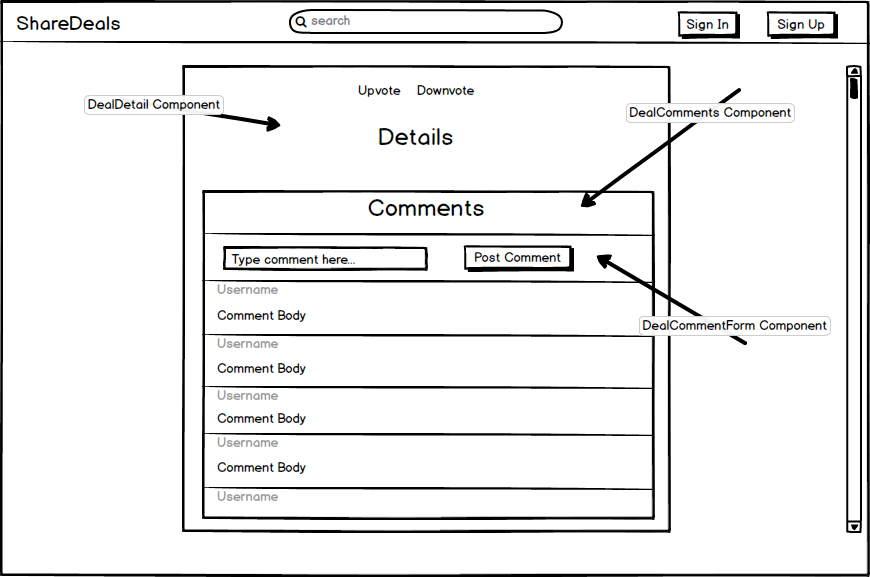 ShareDeals
search
Sign In
Sign Up
Upvote Downvote
DealDetail Component
DealComments Component
Details
Comments
Type comment here...
Post Comment
Username
Comment Body
DealCommentForm Component
Username
Comment Body
Username
Comment Body
Username
Comment Body
Username